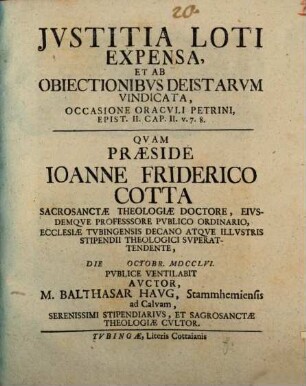 20.
JVSTITIA LOTI
EXPENSA,
ET AB
OBIECTIONIBVS DEISTARVM
VINDICATA,
OCCASIONE ORACVLI PETRINI,
EPIST. II. CAP. II. v. 7. 8.
QVAM
PRÆSIDE
IOANNE FRIDERICO
COTTA
SACROSANCTÆ THEOLOGIÆ DOCTORE, EIVS-
DEMQVE PROFESSSORE PVBLICO ORDINARIO,
ECCLESIÆ TVBINGENSIS DECANO ATQVE ILLVSTRIS
STIPENDII THEOLOGICI SVPERAT-
TENDENTE,
DIE OCTOBR. MDCCLVI.
PVBLICE VENTILABIT
AVCTOR,
M. BALTHASAR HAVG, Stammhemiensis
ad Calvam,
SERENISSIMI STIPENDIARIVS, ET SAGROSANCTÆ
THEOLOGIÆ CVLTOR.
TVBINGÆ, Literis Cottaianis